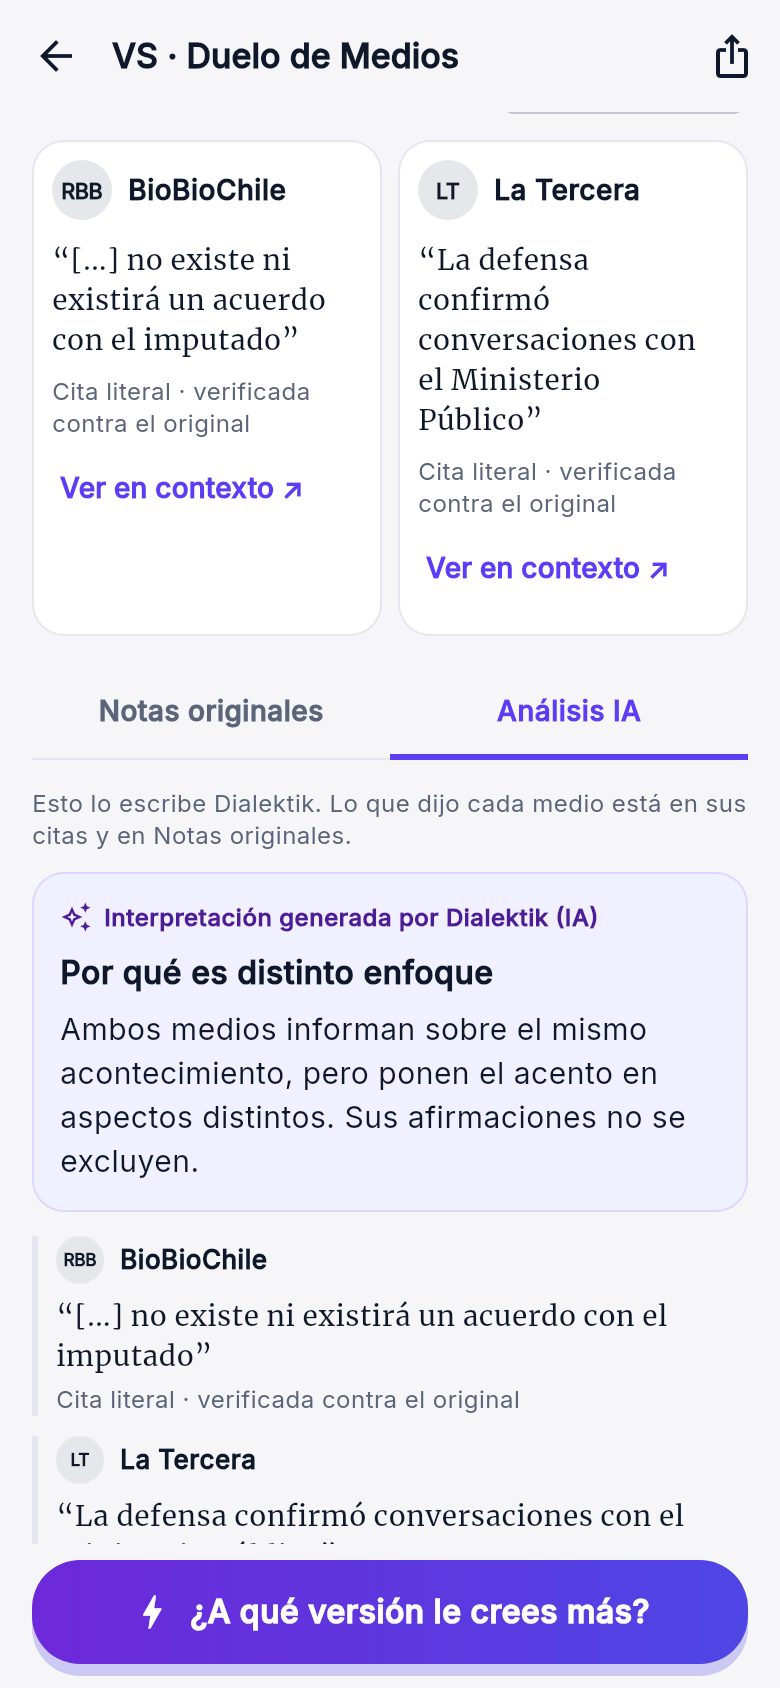 VS · Duelo de Medios
RBB BioBioChile
“[...] no existe ni
existirá un acuerdo
con el imputado”
Cita literal · verificada
contra el original
Ver en contexto ↗
LT La Tercera
“La defensa
confirmó
conversaciones con
el Ministerio
Público”
Cita literal · verificada
contra el original
Ver en contexto ↗
Notas originales
Análisis IA
Esto lo escribe Dialektik. Lo que dijo cada medio está en sus
citas y en Notas originales.
Interpretación generada por Dialektik (IA)
Por qué es distinto enfoque
Ambos medios informan sobre el mismo
acontecimiento, pero ponen el acento en
aspectos distintos. Sus afirmaciones no se
excluyen.
RBB BioBioChile
“[...] no existe ni existirá un acuerdo con el
imputado”
Cita literal · verificada contra el original
LT La Tercera
“La defensa confirmó conversaciones con el
¿A qué versión le crees más?